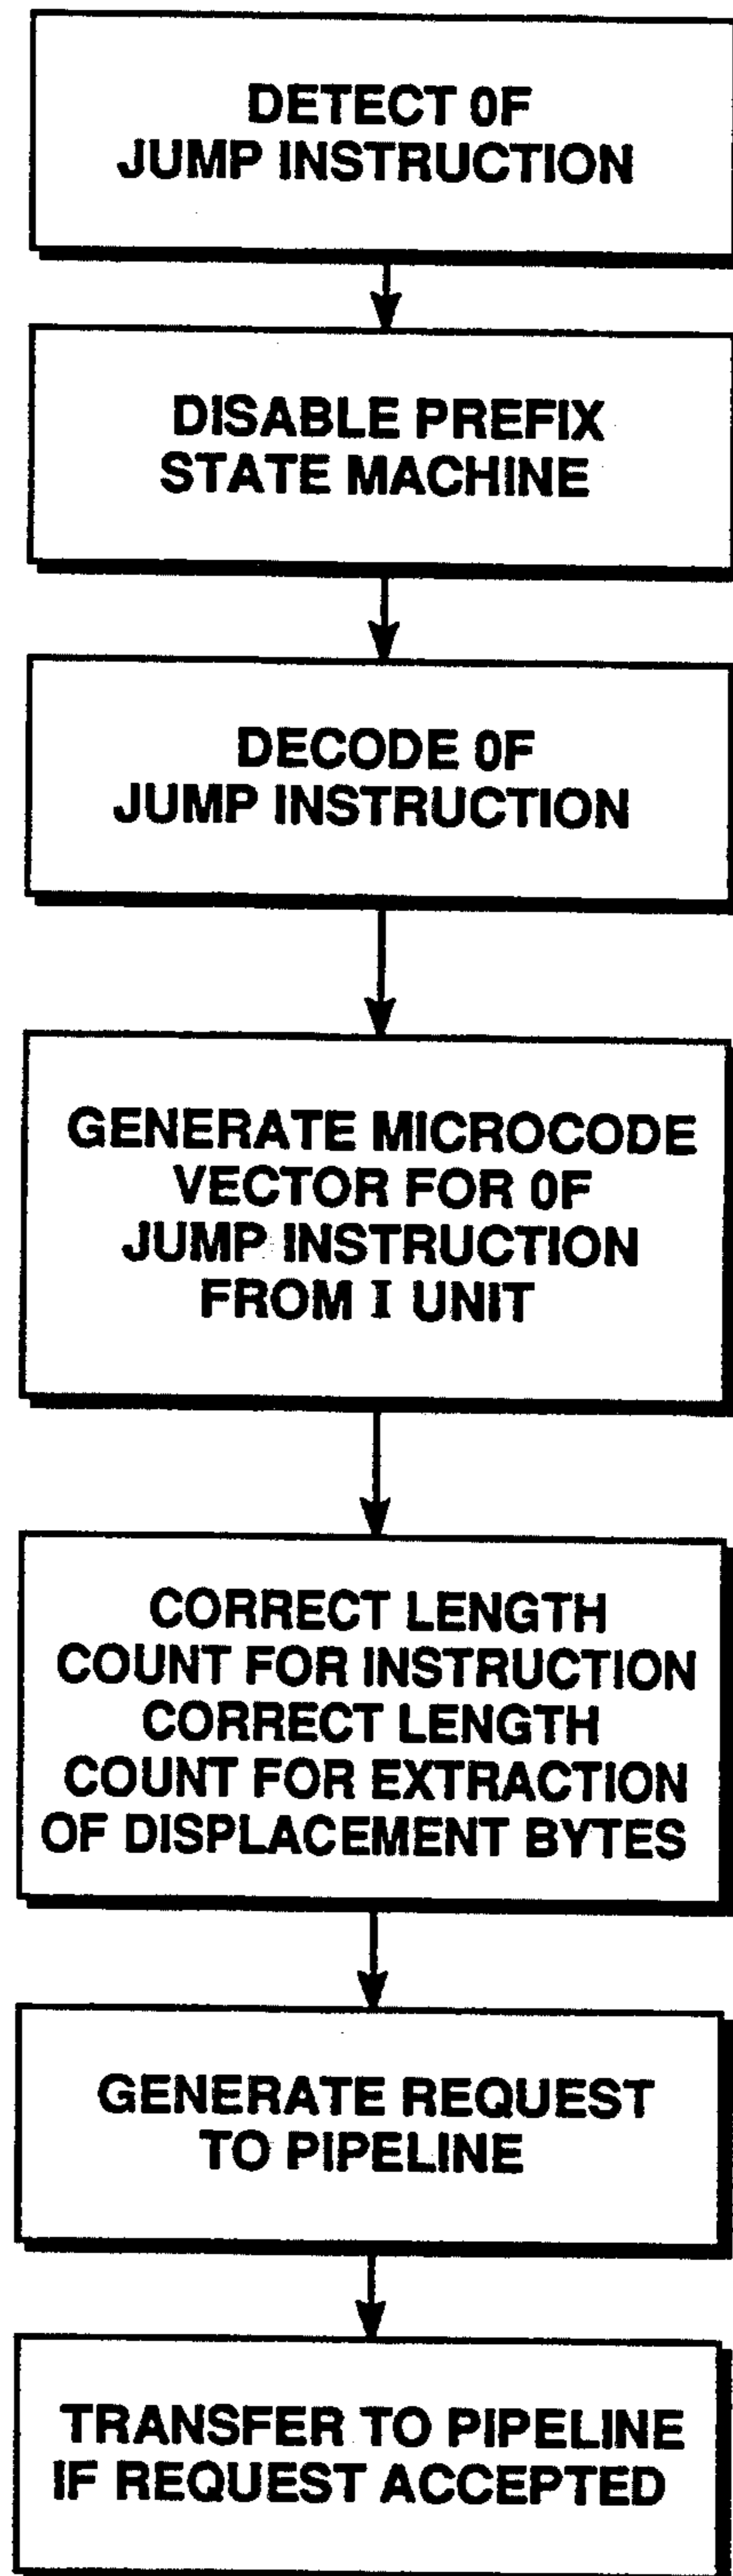 DETECT 0F
JUMP INSTRUCTION
DISABLE PREFIX
STATE MACHINE
DECODE 0F
JUMP INSTRUCTION
GENERATE MICROCODE
VECTOR FOR 0F
JUMP INSTRUCTION
FROM I UNIT
CORRECT LENGTH
COUNT FOR INSTRUCTION
CORRECT LENGTH
COUNT FOR EXTRACTION
OF DISPLACEMENT BYTES
GENERATE REQUEST
TO PIPELINE
TRANSFER TO PIPELINE
IF REQUEST ACCEPTED